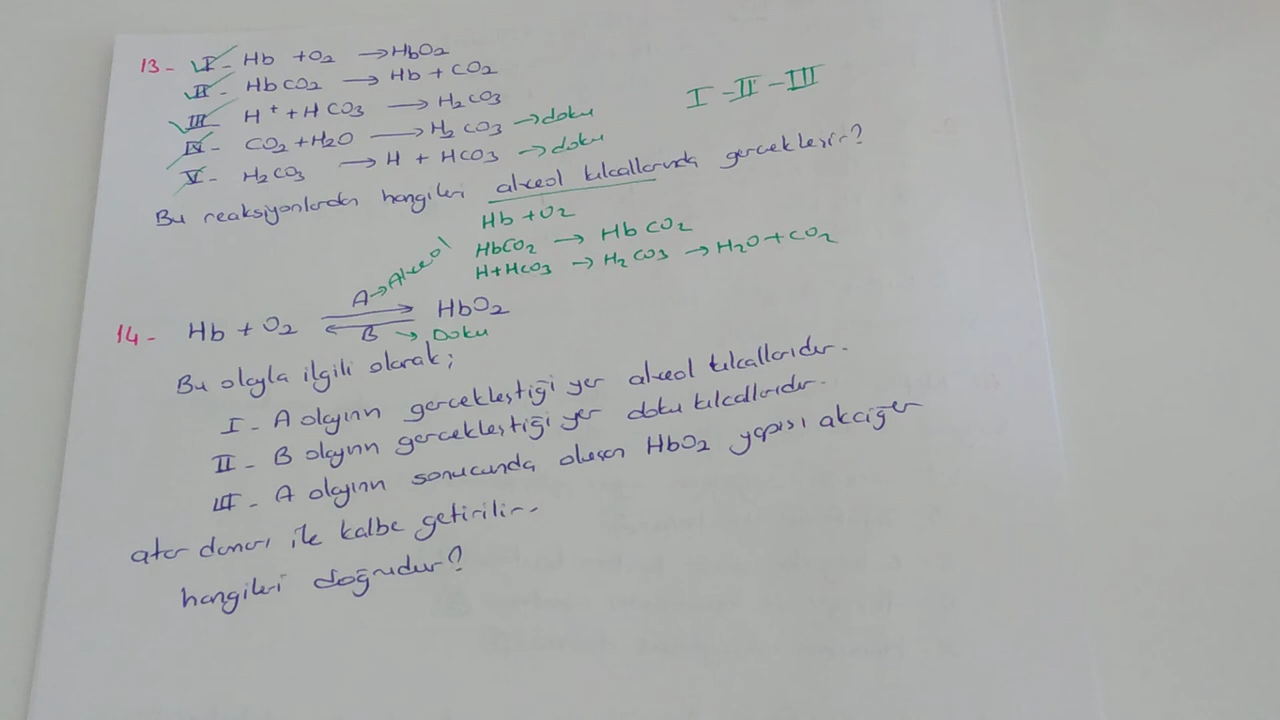 13- I- Hb + O2 → HbO2
II- HbCO2 → Hb + CO2
III- H+ + HCO3 → H2CO3
I - II - III
IV- CO2 + H2O → H2CO3 → doku
V- H2CO3 → H + HCO3 → doku
Bu reaksiyonlardan hangileri alveol kılcallarında gerçekleşir?
Hb + O2
HbCO2 → Hb CO2
H + HCO3 → H2CO3 → H2O + CO2
A → Alveol
14- Hb + O2 ⇌ HbO2
B → Doku
Bu olayla ilgili olarak;
I - A olayının gerçekleştiği yer alveol kılcallarıdır.
II - B olayının gerçekleştiği yer doku kılcallarıdır.
III - A olayının sonucunda oluşan HbO2 yapısı akciğer
atar damarı ile kalbe getirilir.
hangileri doğrudur?